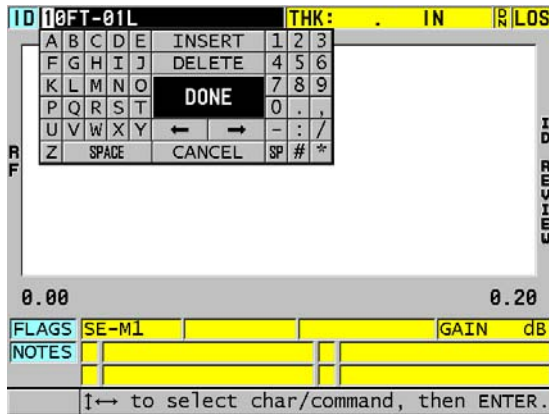 ID 10FT-01L THK: . IN DR LOS
A B C D E INSERT 1 2 3
F G H I J DELETE 4 5 6
K L M N O DONE 7 8 9
P Q R S T 0 . ,
U V W X Y ← → - : /
Z SPACE CANCEL SP # *
RF
ID REVIEW
0.00 0.20
FLAGS SE-M1 GAIN dB
NOTES
↕↔ to select char/command, then ENTER.